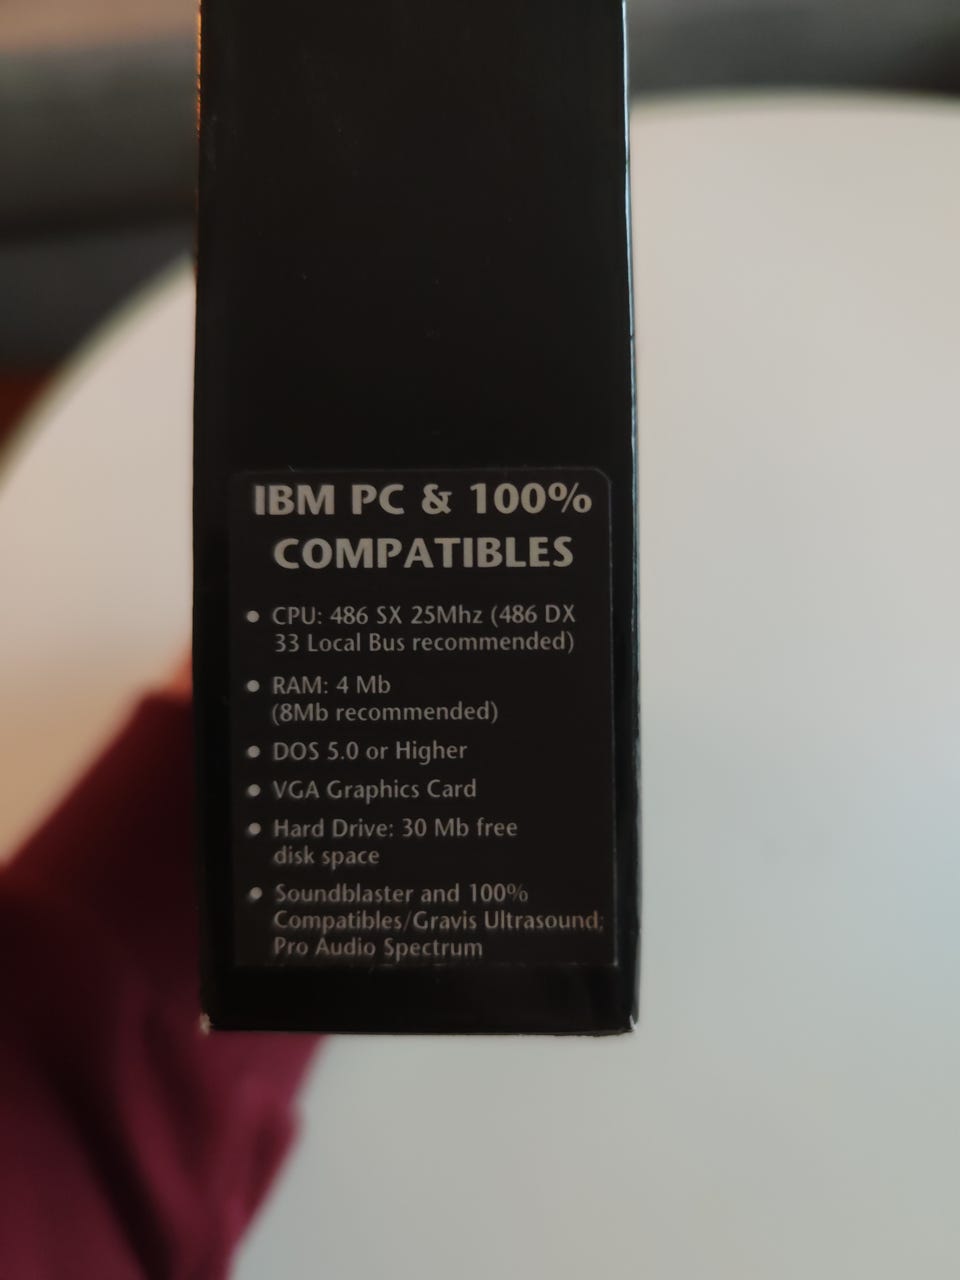 IBM PC & 100%
COMPATIBLES
• CPU: 486 SX 25Mhz (486 DX
33 Local Bus recommended)
• RAM: 4 Mb
(8Mb recommended)
• DOS 5.0 or Higher
• VGA Graphics Card
• Hard Drive: 30 Mb free
disk space
• Soundblaster and 100%
Compatibles/Gravis Ultrasound;
Pro Audio Spectrum